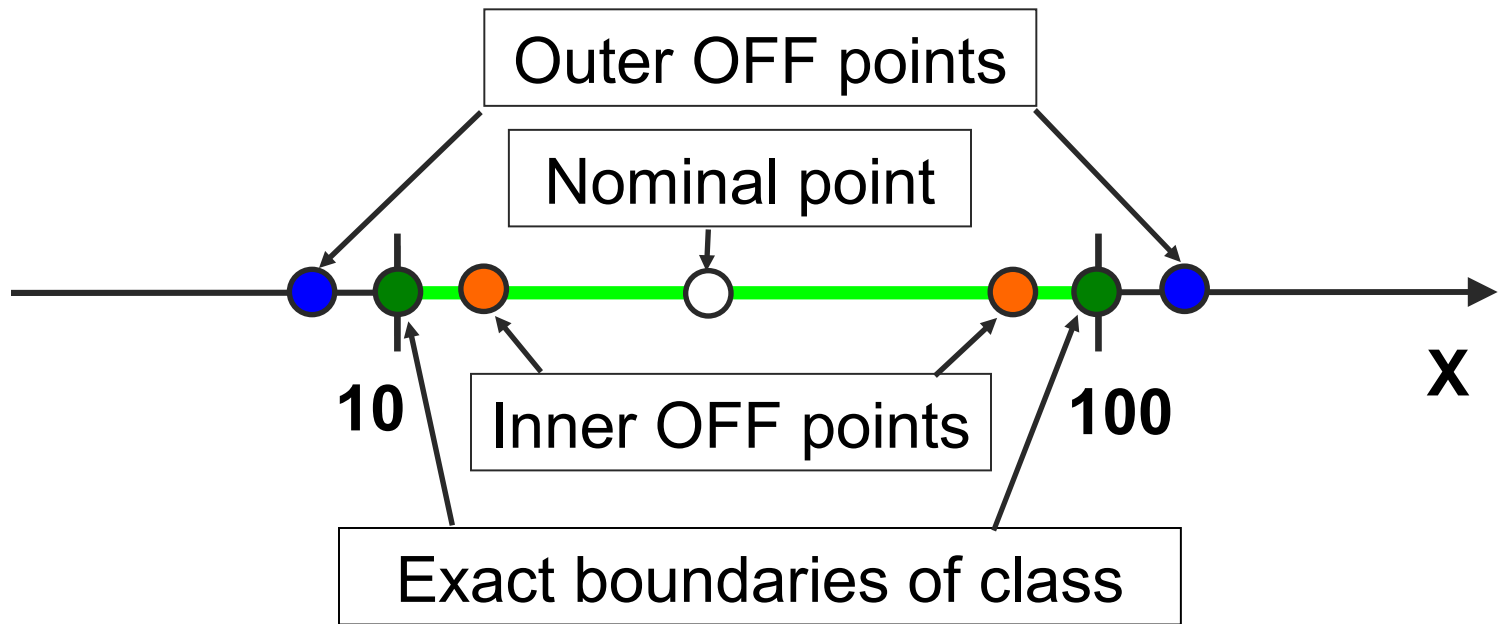 Outer OFF points
Nominal point
10
Inner OFF points
100
X
Exact boundaries of class